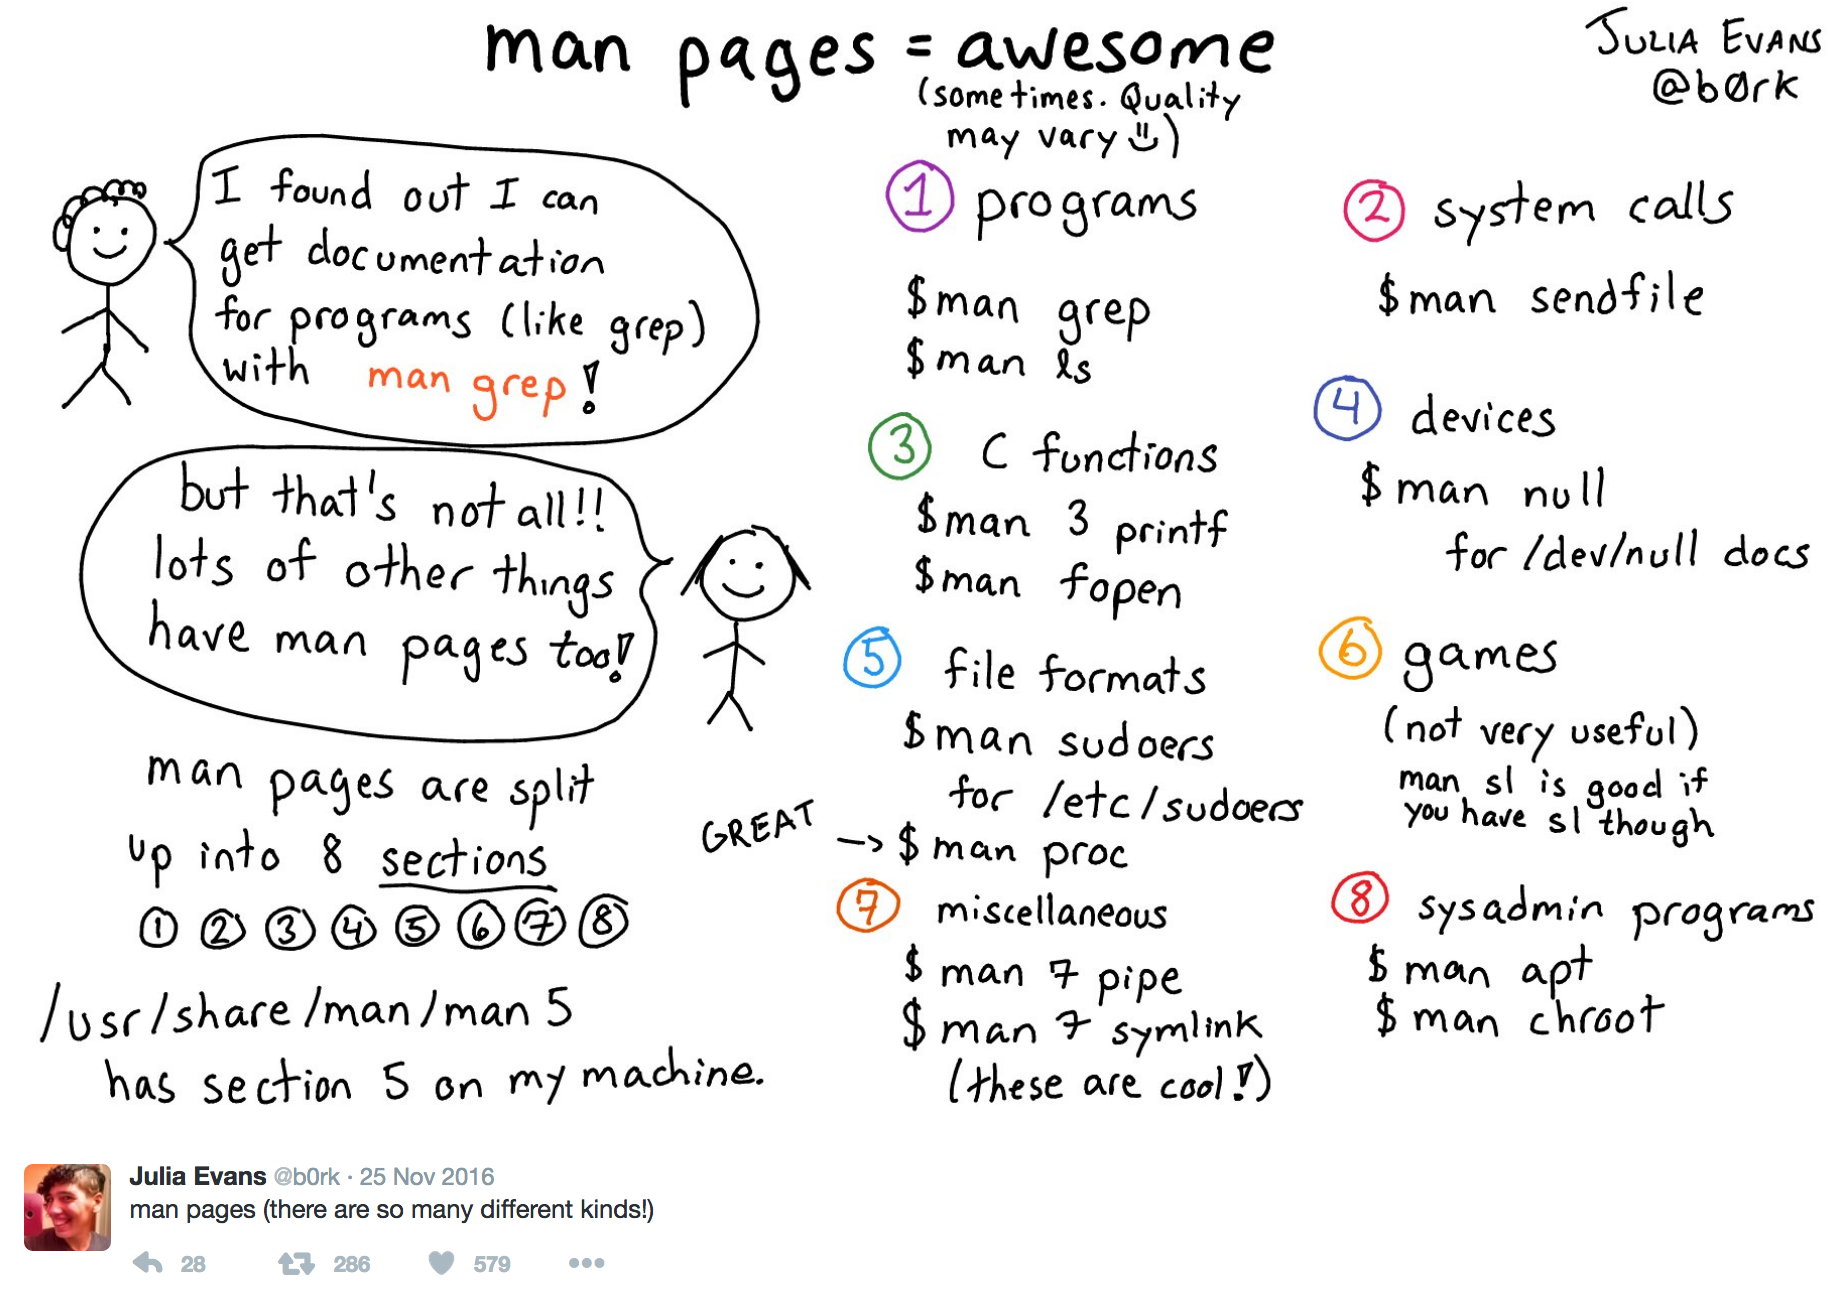 man pages = awesome
(sometimes. Quality
may vary)
JULIA EVANS
@b0rk
I found out I can
get documentation
for programs (like grep)
with man grep!
but that's not all!!
lots of other things
have man pages too!
man pages are split
up into 8 sections
1 2 3 4 5 6 7 8
/usr/share/man/man5
has section 5 on my machine.
1 programs
$ man grep
$ man ls
2 system calls
$ man sendfile
3 C functions
$ man 3 printf
$ man fopen
4 devices
$ man null
for /dev/null docs
5 file formats
$ man sudoers
for /etc/sudoers
GREAT -> $ man proc
6 games
(not very useful)
man sl is good if
you have sl though
7 miscellaneous
$ man 7 pipe
$ man 7 symlink
(these are cool!)
8 sysadmin programs
$ man apt
$ man chroot
Julia Evans @b0rk · 25 Nov 2016
man pages (there are so many different kinds!)
28 286 579 •••